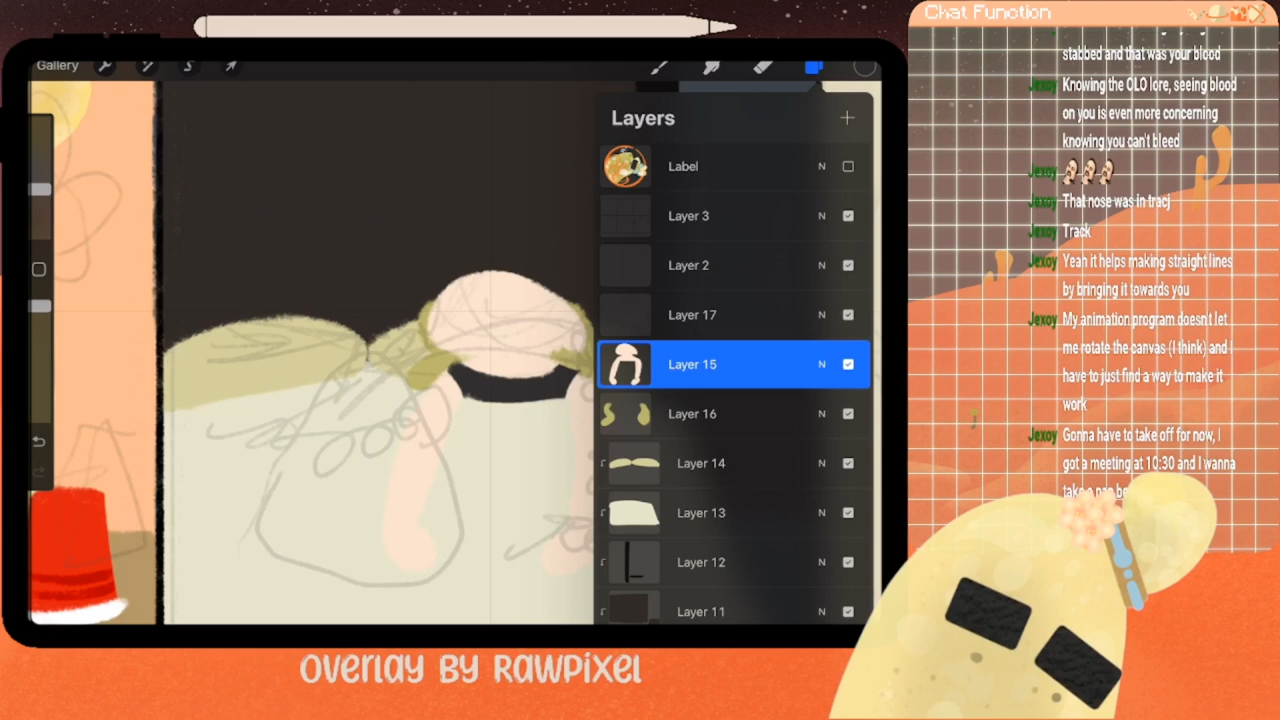 Chat Function
Gallery
Layers
Label N
Layer 3 N
Layer 2 N
Layer 17 N
Layer 15 N
Layer 16 N
Layer 14 N
Layer 13 N
Layer 12 N
Layer 11 N
stabbed and that was your blood
Jexoy Knowing the OLO lore, seeing blood
on you is even more concerning
knowing you can't bleed
Jexoy
Jexoy That nose was in tracj
Jexoy Track
Jexoy Yeah it helps making straight lines
by bringing it towards you
Jexoy My animation program doesn't let
me rotate the canvas (I think) and I
have to just find a way to make it
work
Jexoy Gonna have to take off for now, I
got a meeting at 10:30 and I wanna
take a nap
OVERLAY BY RAWPIXEL